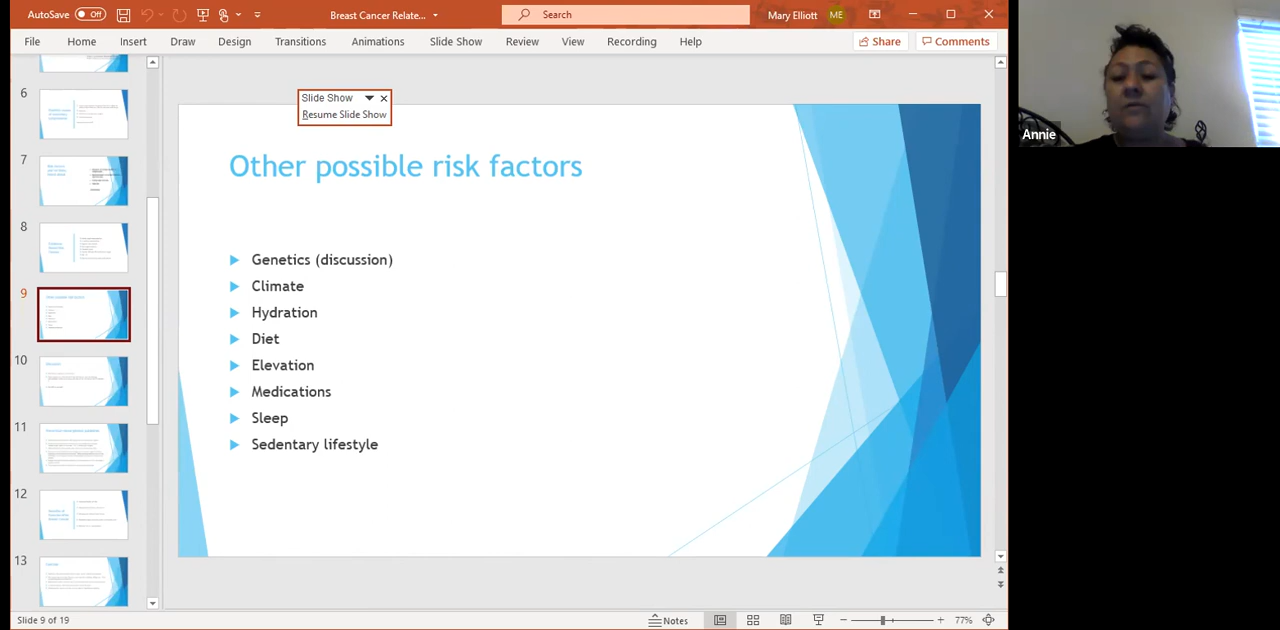 AutoSave Off
Breast Cancer Relate...
Search
Mary Elliott ME
File Home Insert Draw Design Transitions Animations Slide Show Review View Recording Help
Share Comments
Slide Show
Resume Slide Show
Other possible risk factors
Genetics (discussion)
Climate
Hydration
Diet
Elevation
Medications
Sleep
Sedentary lifestyle
6
7
8
9
10
11
12
13
Annie
Slide 9 of 19
Notes
77%